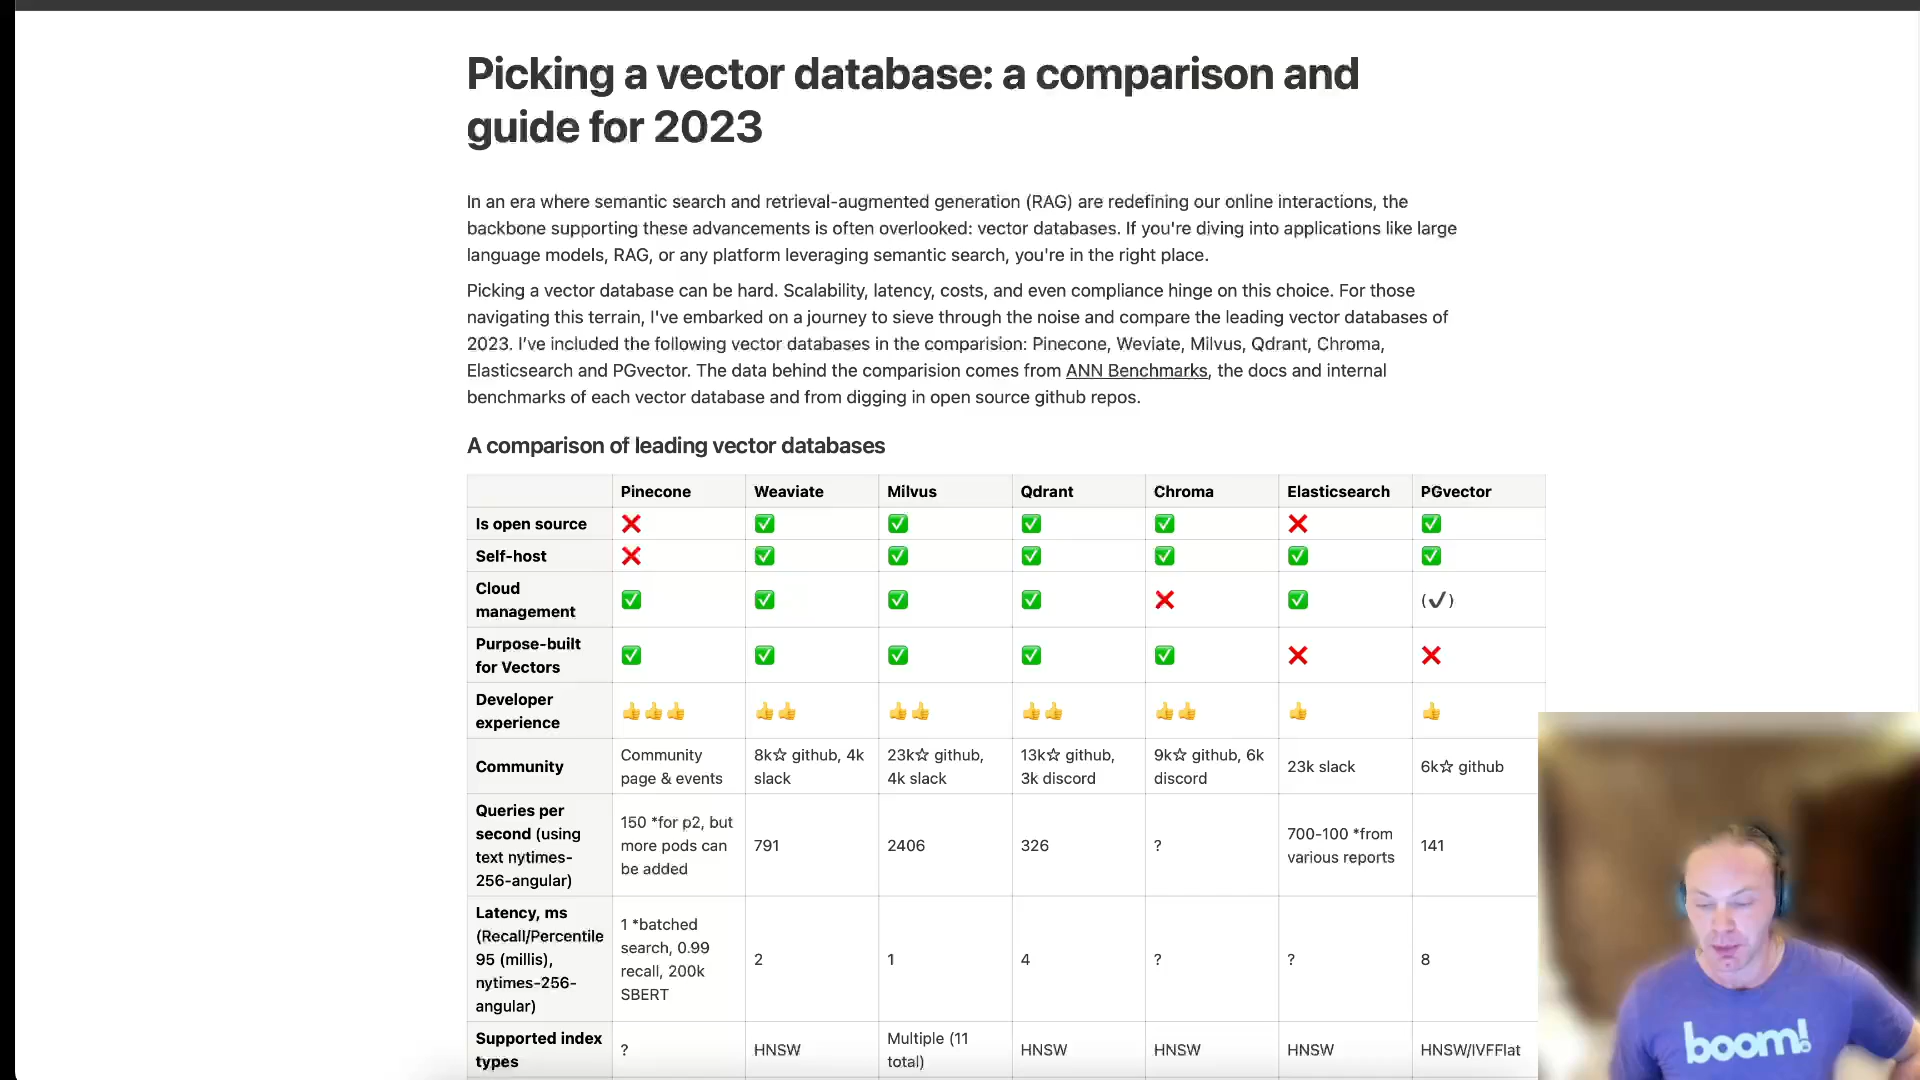 Picking a vector database: a comparison and
guide for 2023
In an era where semantic search and retrieval-augmented generation (RAG) are redefining our online interactions, the
backbone supporting these advancements is often overlooked: vector databases. If you're diving into applications like large
language models, RAG, or any platform leveraging semantic search, you're in the right place.
Picking a vector database can be hard. Scalability, latency, costs, and even compliance hinge on this choice. For those
navigating this terrain, I've embarked on a journey to sieve through the noise and compare the leading vector databases of
2023. I've included the following vector databases in the comparision: Pinecone, Weviate, Milvus, Qdrant, Chroma,
Elasticsearch and PGvector. The data behind the comparision comes from ANN Benchmarks, the docs and internal
benchmarks of each vector database and from digging in open source github repos.
A comparison of leading vector databases
Pinecone Weaviate Milvus Qdrant Chroma Elasticsearch PGvector
Is open source ❌ ✅ ✅ ✅ ✅ ❌ ✅
Self-host ❌ ✅ ✅ ✅ ✅ ✅ ✅
Cloud
management ✅ ✅ ✅ ✅ ❌ ✅ (✔)
Purpose-built
for Vectors ✅ ✅ ✅ ✅ ✅ ❌ ❌
Developer
experience 👍👍👍 👍👍 👍👍 👍👍 👍👍 👍 👍
Community
Community
page & events
8k☆ github, 4k
slack
23k☆ github,
4k slack
13k☆ github,
3k discord
9k☆ github, 6k
discord
23k slack
6k☆ github
Queries per
second (using
text nytimes-
256-angular)
150 *for p2, but
more pods can
be added
791
2406
326
?
700-100 *from
various reports
141
Latency, ms
(Recall/Percentile
95 (millis),
nytimes-256-
angular)
1 *batched
search, 0.99
recall, 200k
SBERT
2
1
4
?
?
8
Supported index
types
?
HNSW
Multiple (11
total)
HNSW
HNSW
HNSW
HNSW/IVFFlat
boom!